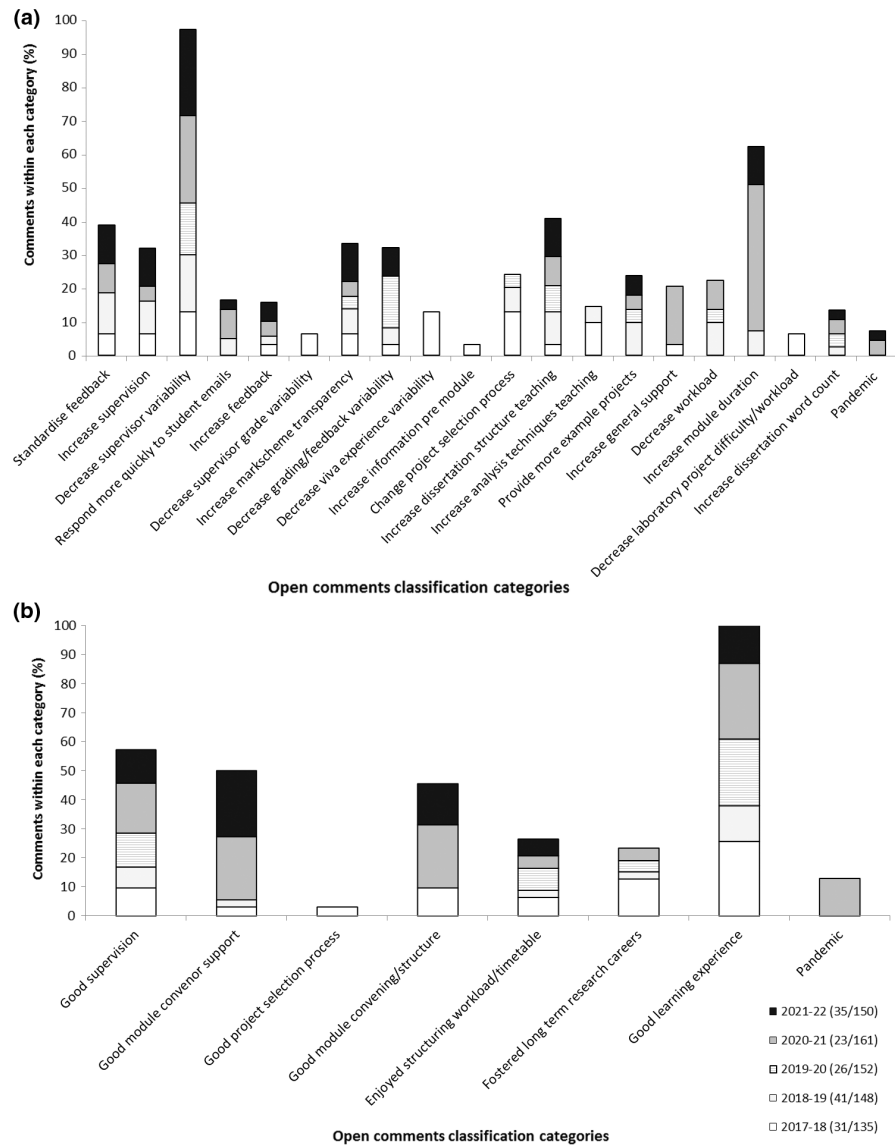 (a)
Comments within each category (%)
100
90
80
70
60
50
40
30
20
10
0
Standardise feedback
Increase supervision
Decrease supervisor variability
Respond more quickly to student emails
Increase feedback
Decrease supervisor grade variability
Increase markscheme transparency
Decrease grading/feedback variability
Decrease viva experience variability
Increase information pre module
Change project selection process
Increase dissertation structure teaching
Increase analysis techniques teaching
Provide more example projects
Increase general support
Decrease workload
Increase module duration
Decrease laboratory project difficulty/workload
Increase dissertation word count
Pandemic
Open comments classification categories
(b)
Comments within each category (%)
100
90
80
70
60
50
40
30
20
10
0
Good supervision
Good module convenor support
Good project selection process
Good module convening/structure
Enjoyed structuring workload/timetable
Fostered long term research careers
Good learning experience
Pandemic
2021-22 (35/150)
2020-21 (23/161)
2019-20 (26/152)
2018-19 (41/148)
2017-18 (31/135)
Open comments classification categories